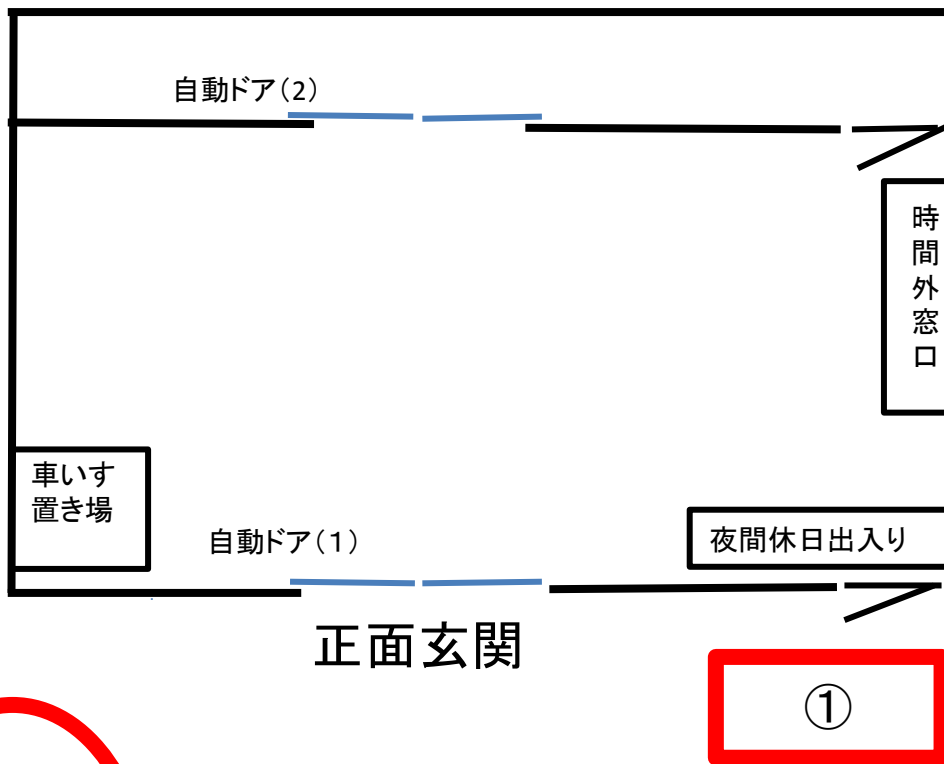 自動ドア(2)
時間外窓口
車いす
置き場
自動ドア(１)
夜間休日出入り
正面玄関
①